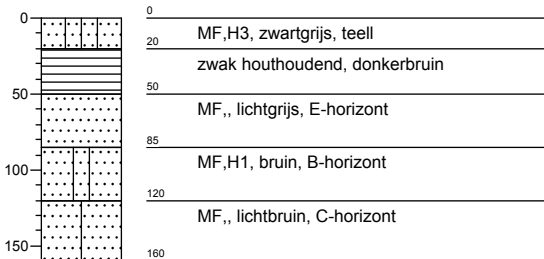 0
0
MF,H3, zwartgrijs, teell
20
zwak houthoudend, donkerbruin
50
50
MF,, lichtgrijs, E-horizont
85
MF,H1, bruin, B-horizont
100
120
MF,, lichtbruin, C-horizont
150
160